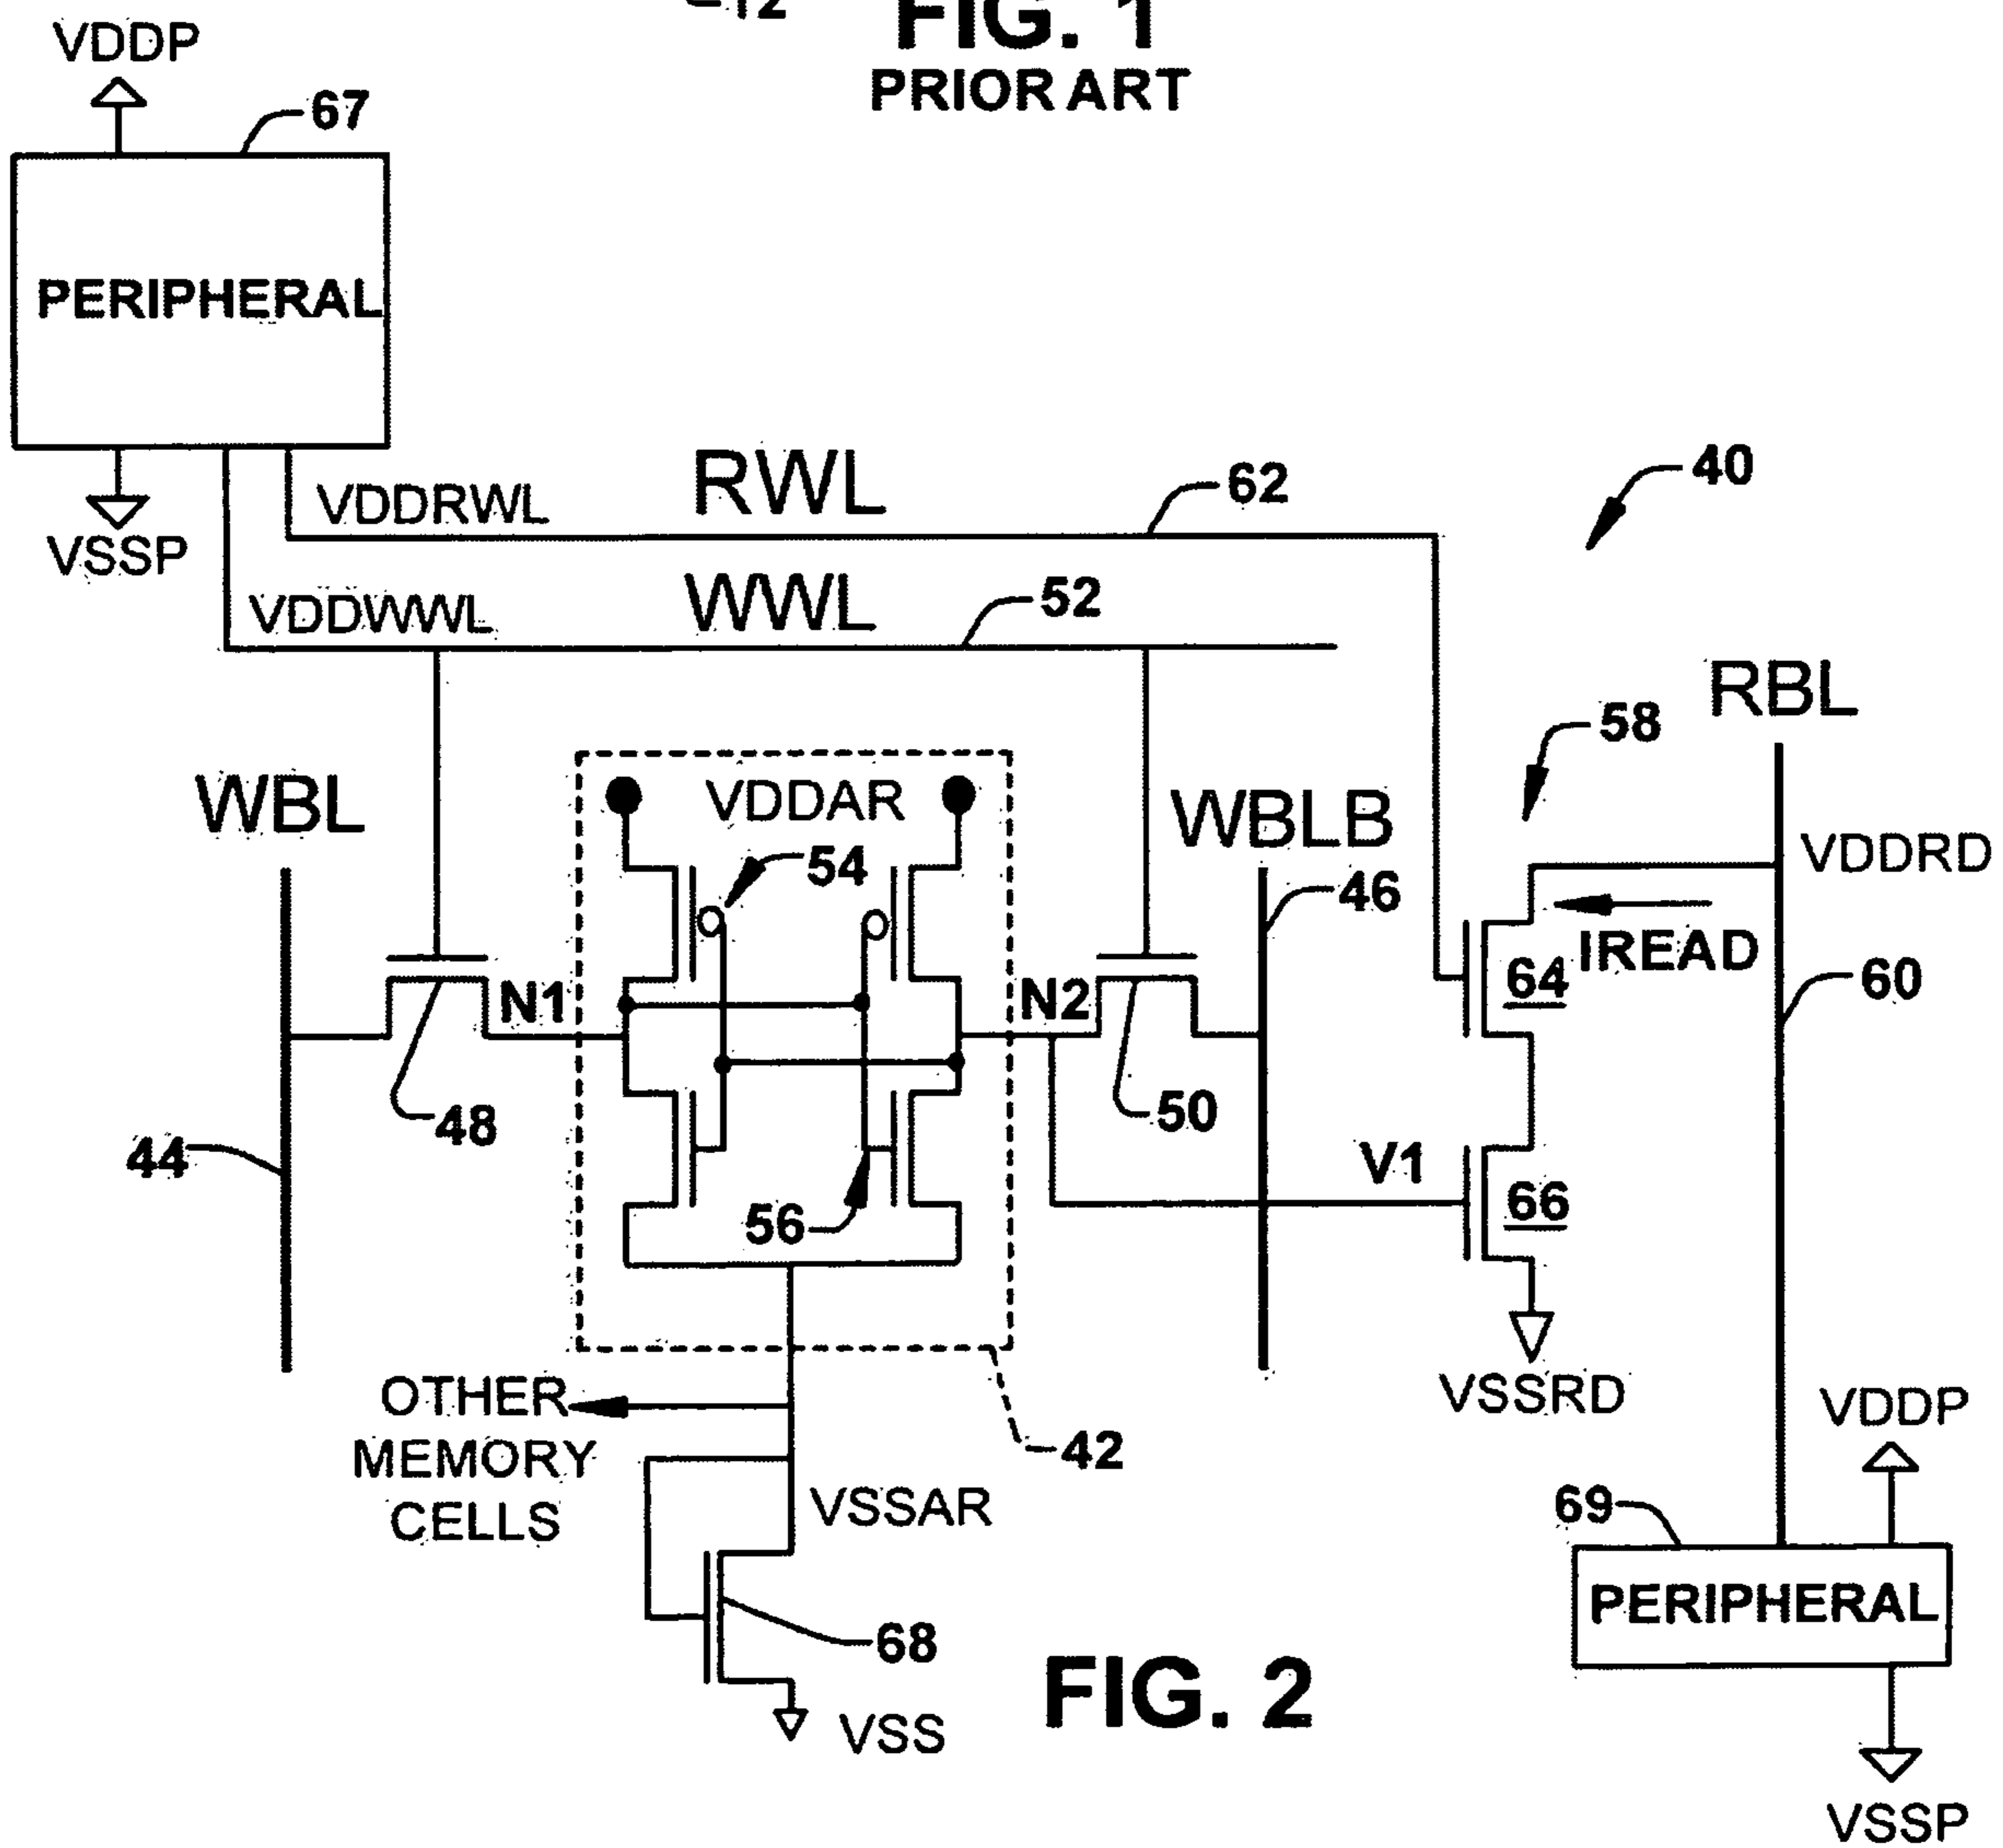 12
FIG. 1
PRIOR ART
VDDP
67
PERIPHERAL
VSSP
VDDRWL
RWL
62
40
VDDWWL
WWL
52
RBL
58
WBL
VDDAR
WBLB
VDDRD
54
46
IREAD
64
60
N1
N2
48
50
44
V1
66
56
VSSRD
OTHER
MEMORY
CELLS
42
VDDP
VSSAR
69
PERIPHERAL
68
FIG. 2
VSS
VSSP